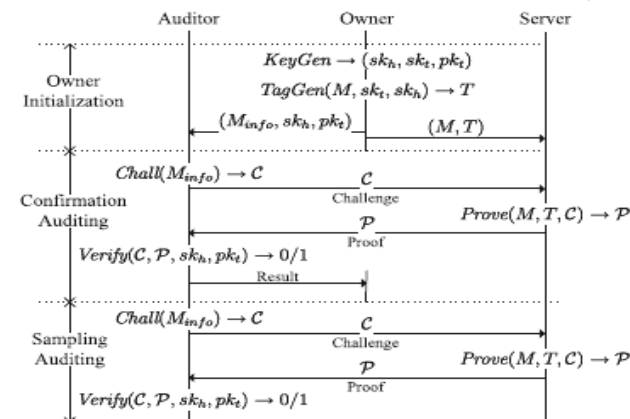 Auditor Owner Server
KeyGen → (sk_h, sk_t, pk_t)
Owner
Initialization
TagGen(M, sk_t, sk_h) → T
(M_info, sk_h, pk_t) (M, T)
Chall(M_info) → C C
Challenge
Confirmation
Auditing
Prove(M, T, C) → P
P
Proof
Verify(C, P, sk_h, pk_t) → 0/1
Result
Chall(M_info) → C C
Challenge
Sampling
Auditing
Prove(M, T, C) → P
P
Proof
Verify(C, P, sk_h, pk_t) → 0/1